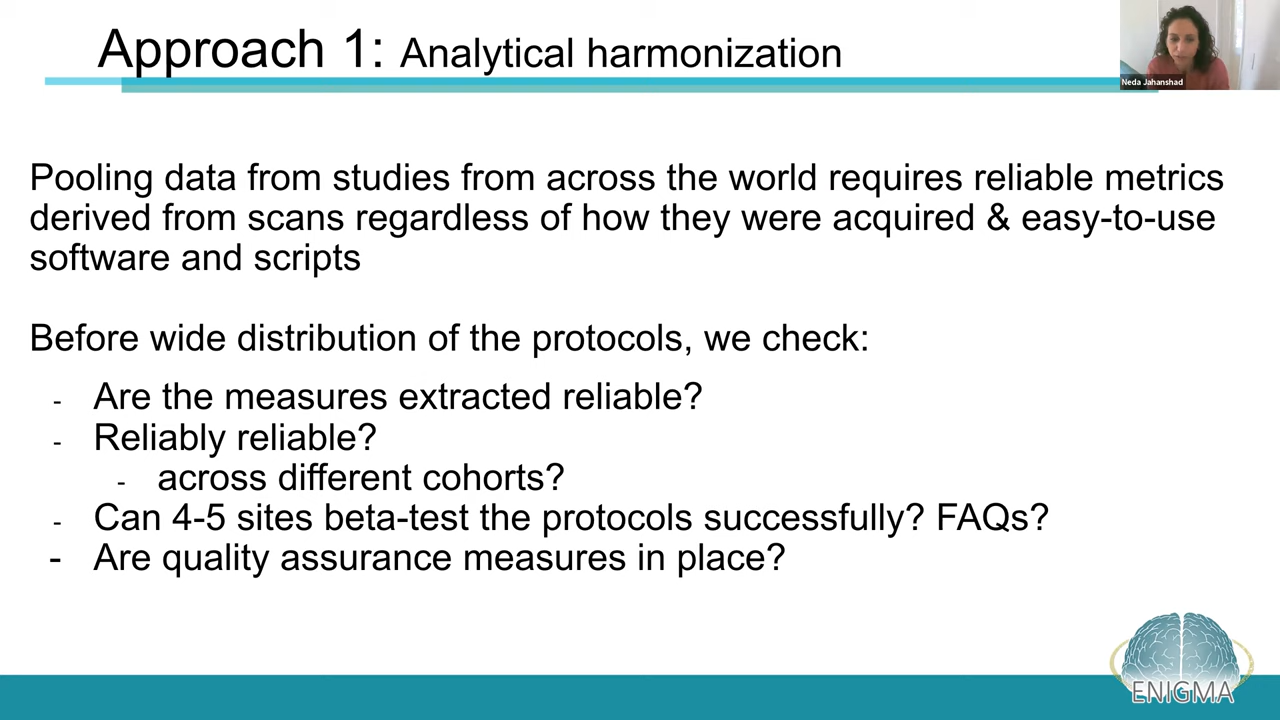 Approach 1: Analytical harmonization
Neda Jahanshad
Pooling data from studies from across the world requires reliable metrics
derived from scans regardless of how they were acquired & easy-to-use
software and scripts
Before wide distribution of the protocols, we check:
- Are the measures extracted reliable?
- Reliably reliable?
- across different cohorts?
- Can 4-5 sites beta-test the protocols successfully? FAQs?
- Are quality assurance measures in place?
ENIGMA